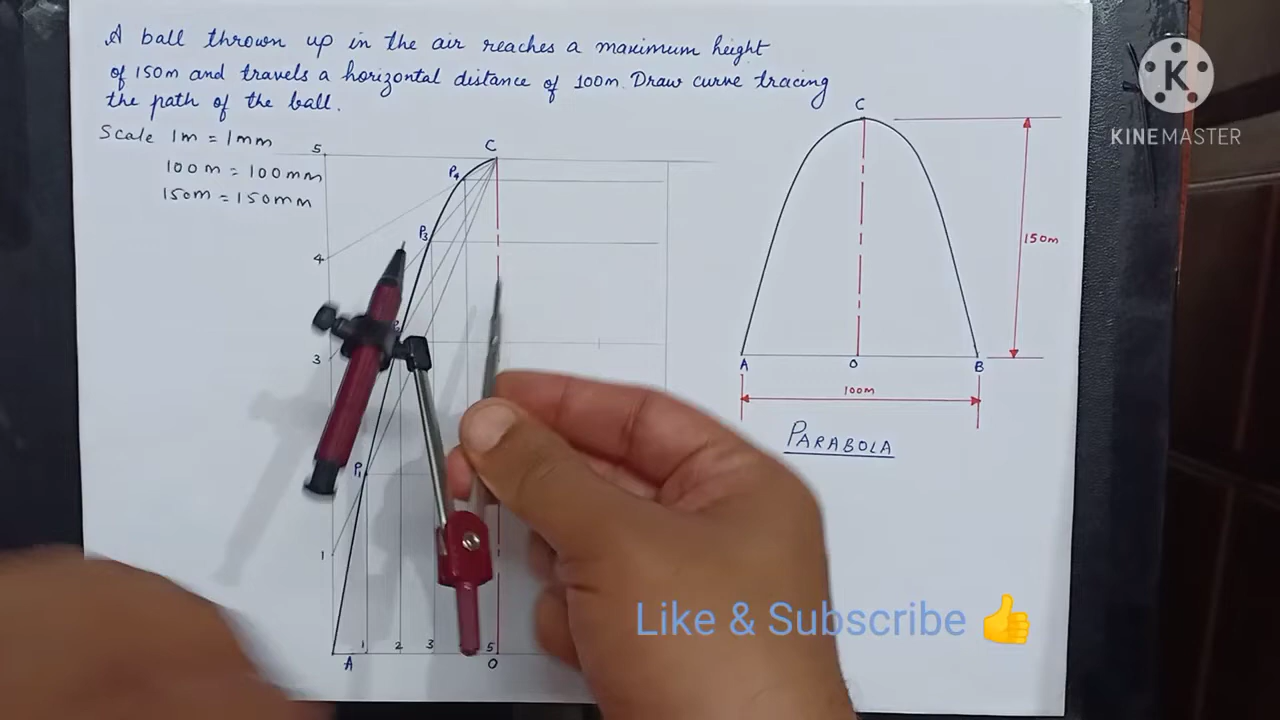 A ball thrown up in the air reaches a maximum height
of 150m and travels a horizontal distance of 100m. Draw curve tracing
the path of the ball.
Scale 1m = 1mm
100m = 100mm
150m = 150mm
5
C
P4
P3
4
3
P1
1
1 2 3 5
A O
C
150m
A O B
100m
PARABOLA
K
KINEMASTER
Like & Subscribe 👍